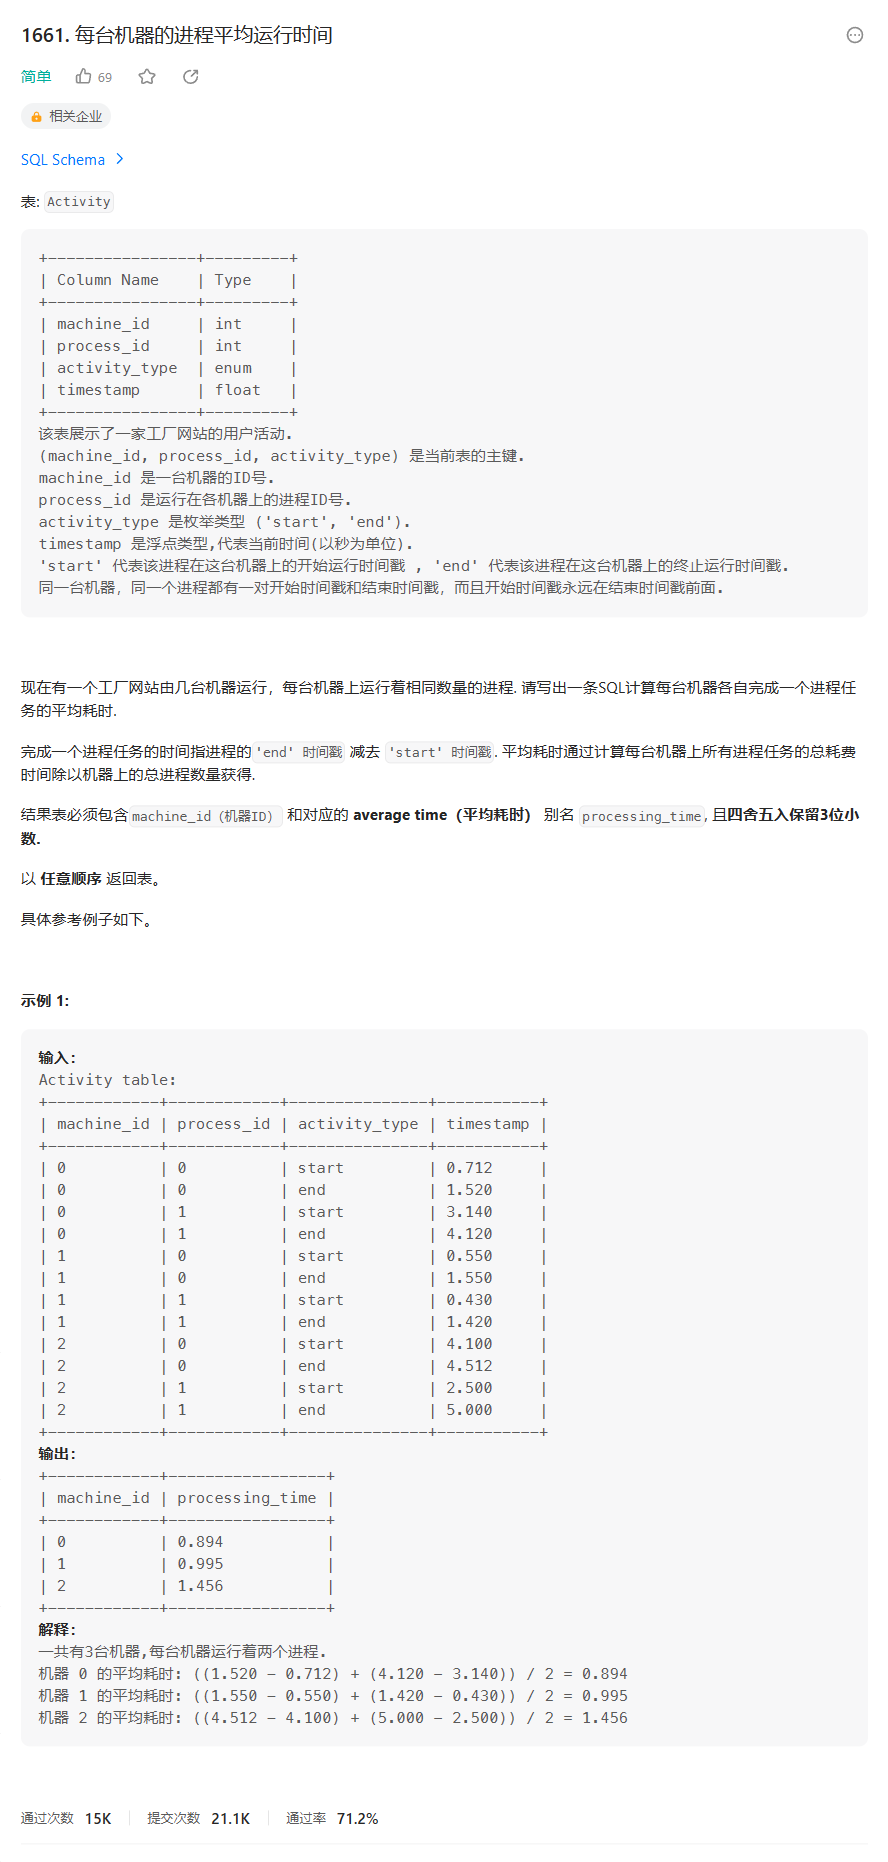 1661. 每台机器的进程平均运行时间
简单 69
相关企业
SQL Schema >
表: Activity
+----------------+---------+
| Column Name    | Type    |
+----------------+---------+
| machine_id     | int     |
| process_id     | int     |
| activity_type  | enum    |
| timestamp      | float   |
+----------------+---------+
该表展示了一家工厂网站的用户活动.
(machine_id, process_id, activity_type) 是当前表的主键.
machine_id 是一台机器的ID号.
process_id 是运行在各机器上的进程ID号.
activity_type 是枚举类型 ('start', 'end').
timestamp 是浮点类型,代表当前时间(以秒为单位).
'start' 代表该进程在这台机器上的开始运行时间戳 , 'end' 代表该进程在这台机器上的终止运行时间戳.
同一台机器，同一个进程都有一对开始时间戳和结束时间戳，而且开始时间戳永远在结束时间戳前面.
现在有一个工厂网站由几台机器运行，每台机器上运行着相同数量的进程. 请写出一条SQL计算每台机器各自完成一个进程任
务的平均耗时.
完成一个进程任务的时间指进程的 'end' 时间戳 减去 'start' 时间戳. 平均耗时通过计算每台机器上所有进程任务的总耗费
时间除以机器上的总进程数量获得.
结果表必须包含 machine_id（机器ID） 和对应的 average time（平均耗时） 别名 processing_time, 且四舍五入保留3位小
数.
以 任意顺序 返回表。
具体参考例子如下。
示例 1:
输入：
Activity table:
+------------+------------+---------------+-----------+
| machine_id | process_id | activity_type | timestamp |
+------------+------------+---------------+-----------+
| 0          | 0          | start         | 0.712     |
| 0          | 0          | end           | 1.520     |
| 0          | 1          | start         | 3.140     |
| 0          | 1          | end           | 4.120     |
| 1          | 0          | start         | 0.550     |
| 1          | 0          | end           | 1.550     |
| 1          | 1          | start         | 0.430     |
| 1          | 1          | end           | 1.420     |
| 2          | 0          | start         | 4.100     |
| 2          | 0          | end           | 4.512     |
| 2          | 1          | start         | 2.500     |
| 2          | 1          | end           | 5.000     |
+------------+------------+---------------+-----------+
输出：
+------------+-----------------+
| machine_id | processing_time |
+------------+-----------------+
| 0          | 0.894           |
| 1          | 0.995           |
| 2          | 1.456           |
+------------+-----------------+
解释：
一共有3台机器,每台机器运行着两个进程.
机器 0 的平均耗时: ((1.520 - 0.712) + (4.120 - 3.140)) / 2 = 0.894
机器 1 的平均耗时: ((1.550 - 0.550) + (1.420 - 0.430)) / 2 = 0.995
机器 2 的平均耗时: ((4.512 - 4.100) + (5.000 - 2.500)) / 2 = 1.456
通过次数 15K 提交次数 21.1K 通过率 71.2%